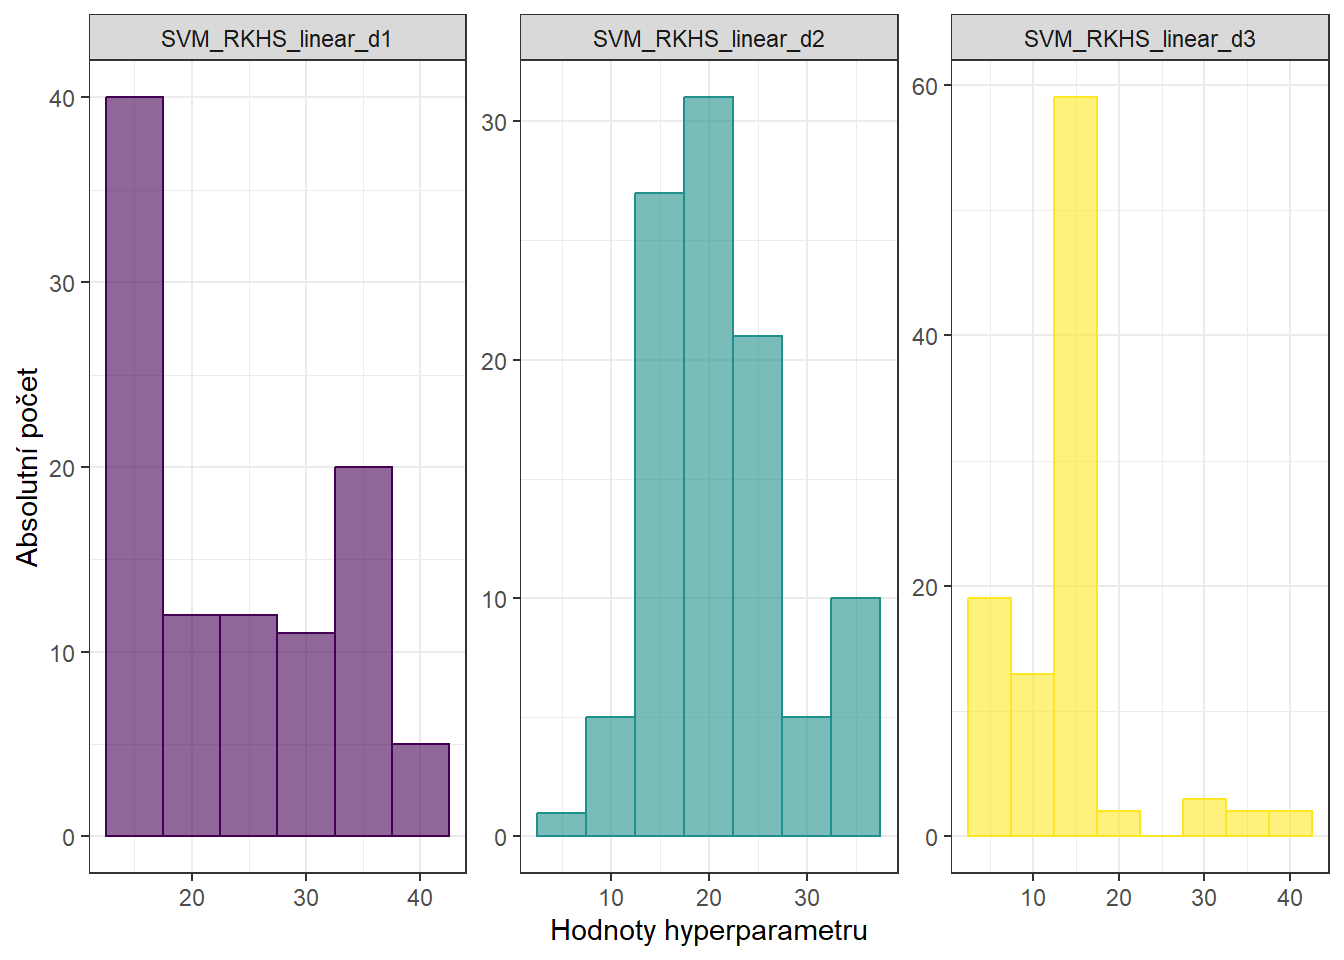 SVM_RKHS_linear_d1
SVM_RKHS_linear_d2
SVM_RKHS_linear_d3
Absolutní počet
40
30
20
10
0
30
20
10
0
60
40
20
0
20 30 40
10 20 30
10 20 30 40
Hodnoty hyperparametru